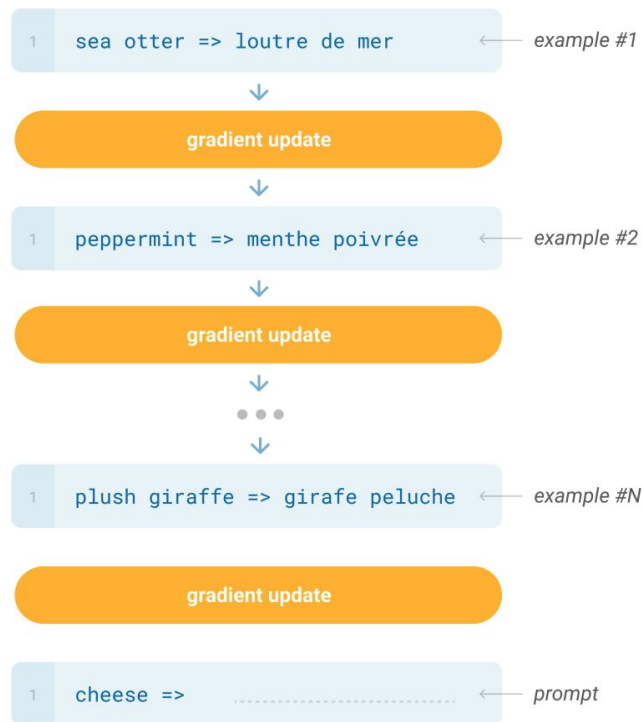 1 sea otter => loutre de mer example #1
gradient update
1 peppermint => menthe poivrée example #2
gradient update
1 plush giraffe => girafe peluche example #N
gradient update
1 cheese => prompt